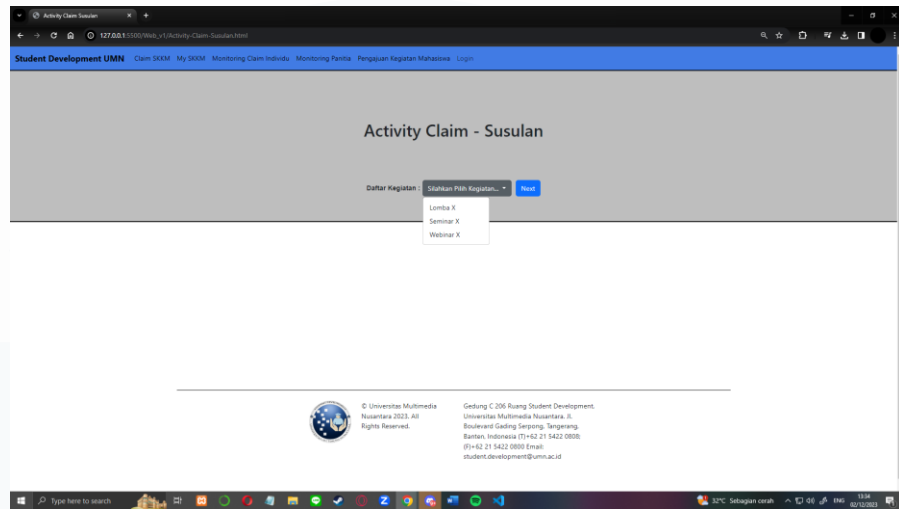 Activity Claim Susulan
127.0.0.1:5500/Web_v1/Activity-Claim-Susulan.html
Student Development UMN Claim SKKM My SKKM Monitoring Claim Individu Monitoring Panitia Pengajuan Kegiatan Mahasiswa Login
Activity Claim - Susulan
Daftar Kegiatan : Silahkan Pilih Kegiatan... Next
Lomba X
Seminar X
Webinar X
© Universitas Multimedia
Nusantara 2023. All
Rights Reserved.
Gedung C 206 Ruang Student Development.
Universitas Multimedia Nusantara. Jl.
Boulevard Gading Serpong. Tangerang.
Banten. Indonesia (T)+62 21 5422 0808;
(F)+62 21 5422 0800 Email:
student.development@umn.ac.id
Type here to search
32°C Sebagian cerah
ENG
13:54
02/12/2023